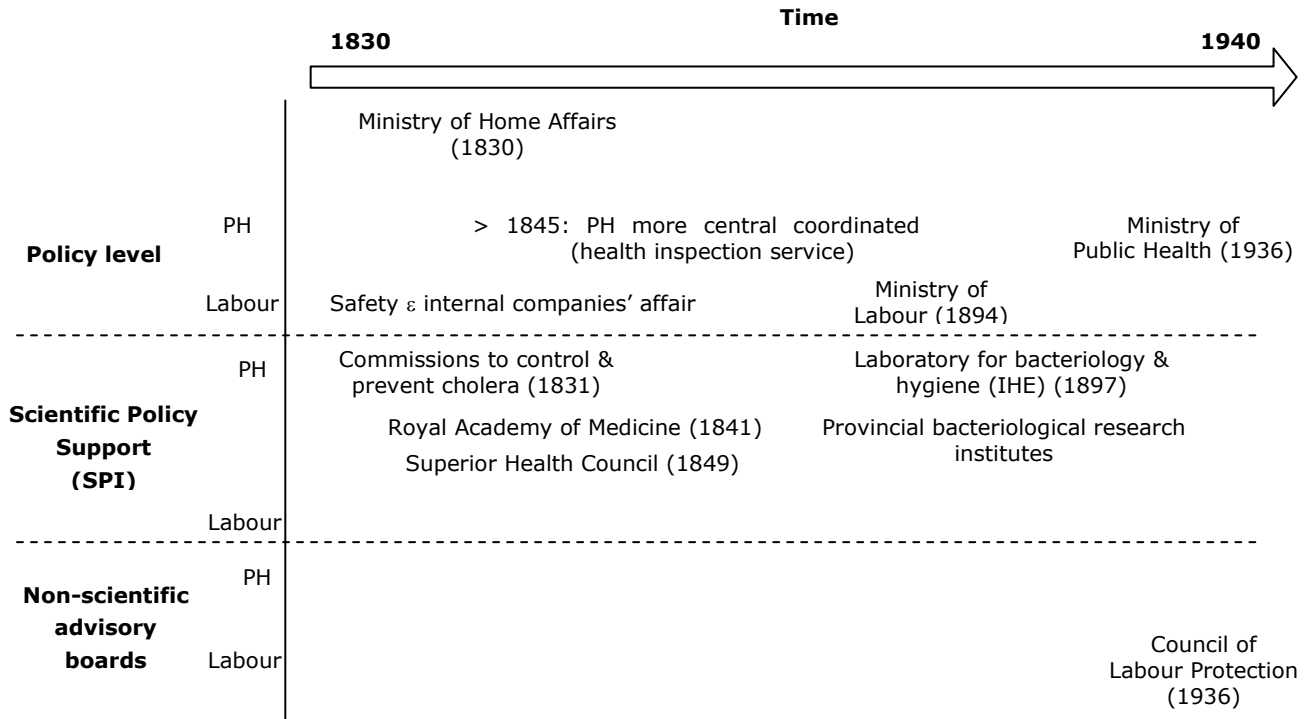 Time
1830
1940
Ministry of Home Affairs
(1830)
PH
> 1845: PH more central coordinated
(health inspection service)
Ministry of
Public Health (1936)
Policy level
Labour
Safety ε internal companies’ affair
Ministry of
Labour (1894)
PH
Commissions to control &
prevent cholera (1831)
Laboratory for bacteriology &
hygiene (IHE) (1897)
Scientific Policy
Support
(SPI)
Royal Academy of Medicine (1841)
Superior Health Council (1849)
Provincial bacteriological research
institutes
Labour
PH
Non-scientific
advisory
boards
Labour
Council of
Labour Protection
(1936)